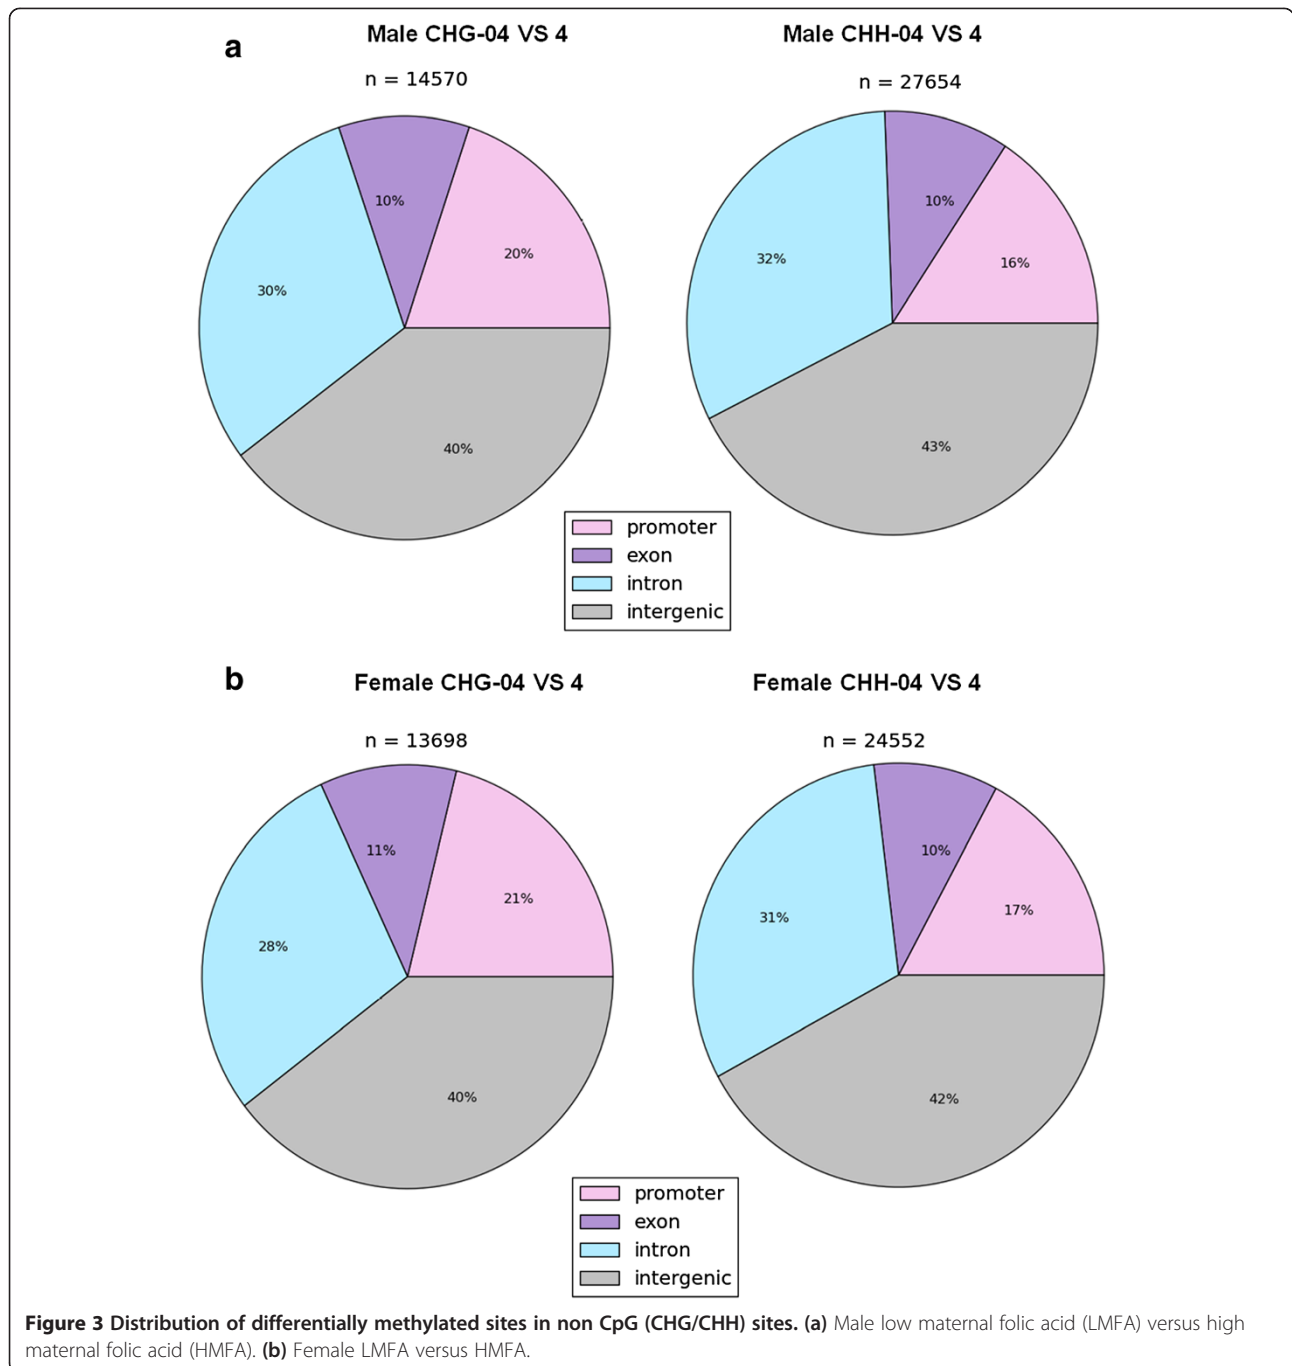 a
Male CHG-04 VS 4
Male CHH-04 VS 4
n = 14570
n = 27654
10%
20%
30%
40%
10%
16%
32%
43%
promoter
exon
intron
intergenic
b
Female CHG-04 VS 4
Female CHH-04 VS 4
n = 13698
n = 24552
11%
21%
28%
40%
10%
17%
31%
42%
promoter
exon
intron
intergenic
Figure 3 Distribution of differentially methylated sites in non CpG (CHG/CHH) sites. (a) Male low maternal folic acid (LMFA) versus high
maternal folic acid (HMFA). (b) Female LMFA versus HMFA.